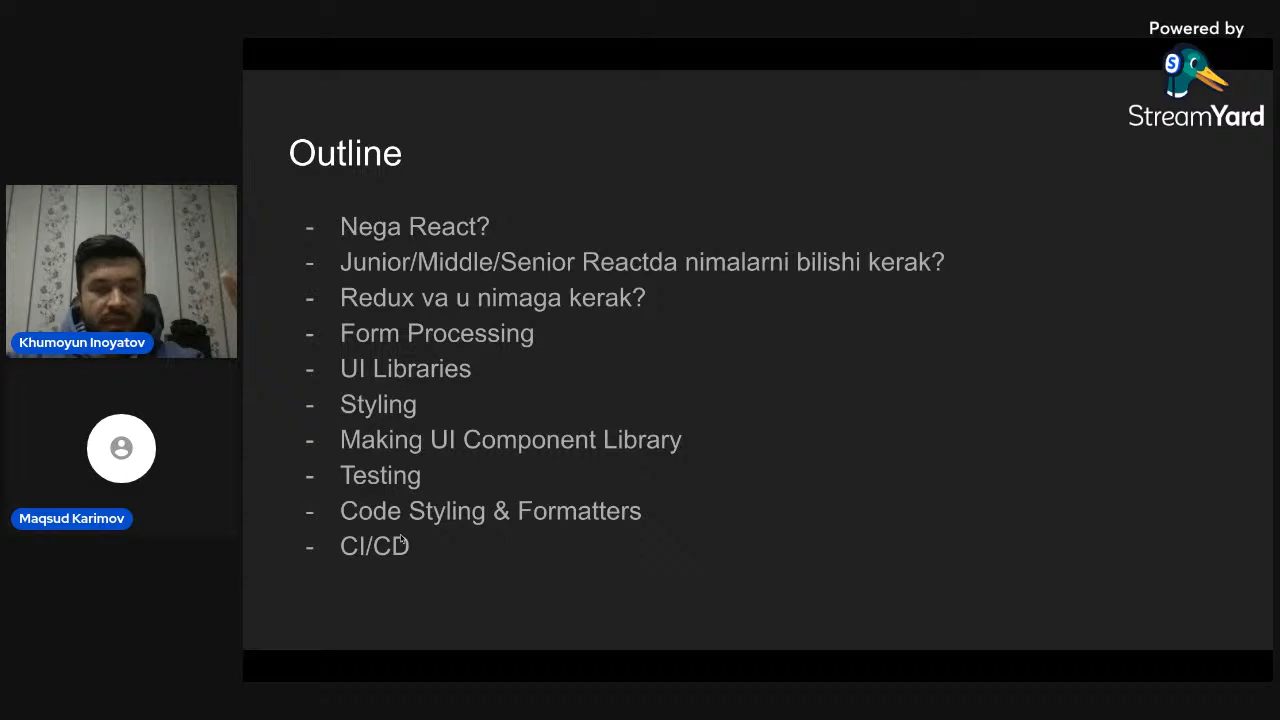 Powered by
StreamYard
Outline
- Nega React?
- Junior/Middle/Senior Reactda nimalarni bilishi kerak?
- Redux va u nimaga kerak?
- Form Processing
- UI Libraries
- Styling
- Making UI Component Library
- Testing
- Code Styling & Formatters
- CI/CD
Khumoyun Inoyatov
Maqsud Karimov